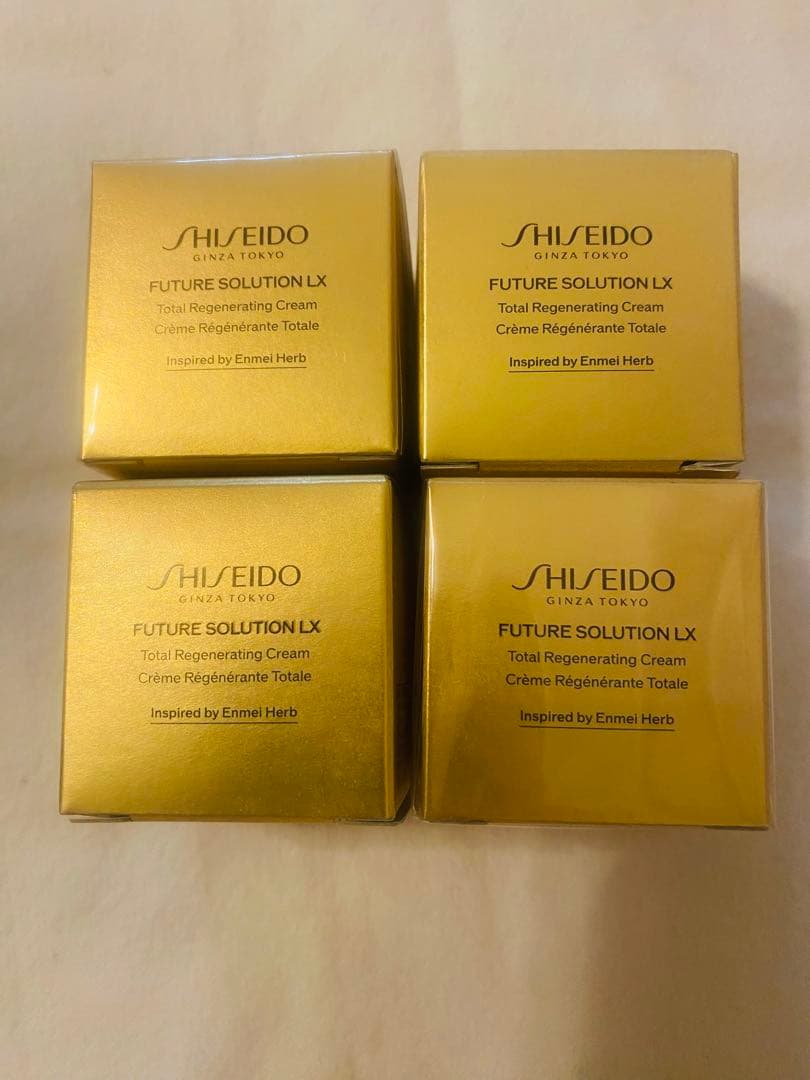 SHISEIDO
GINZA TOKYO
FUTURE SOLUTION LX
Total Regenerating Cream
Crème Régénérante Totale
Inspired by Enmei Herb
SHISEIDO
GINZA TOKYO
FUTURE SOLUTION LX
Total Regenerating Cream
Crème Régénérante Totale
Inspired by Enmei Herb
SHISEIDO
GINZA TOKYO
FUTURE SOLUTION LX
Total Regenerating Cream
Crème Régénérante Totale
Inspired by Enmei Herb
SHISEIDO
GINZA TOKYO
FUTURE SOLUTION LX
Total Regenerating Cream
Crème Régénérante Totale
Inspired by Enmei Herb